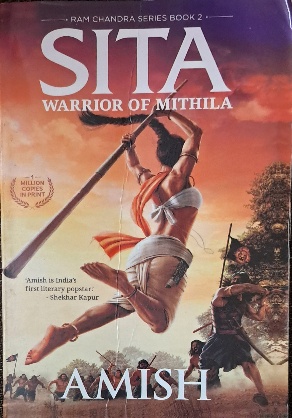 RAM CHANDRA SERIES BOOK 2
SITA
WARRIOR OF MITHILA
4
MILLION
COPIES
IN PRINT
'Amish is India's
first literary popstar.'
- Shekhar Kapur
AMISH